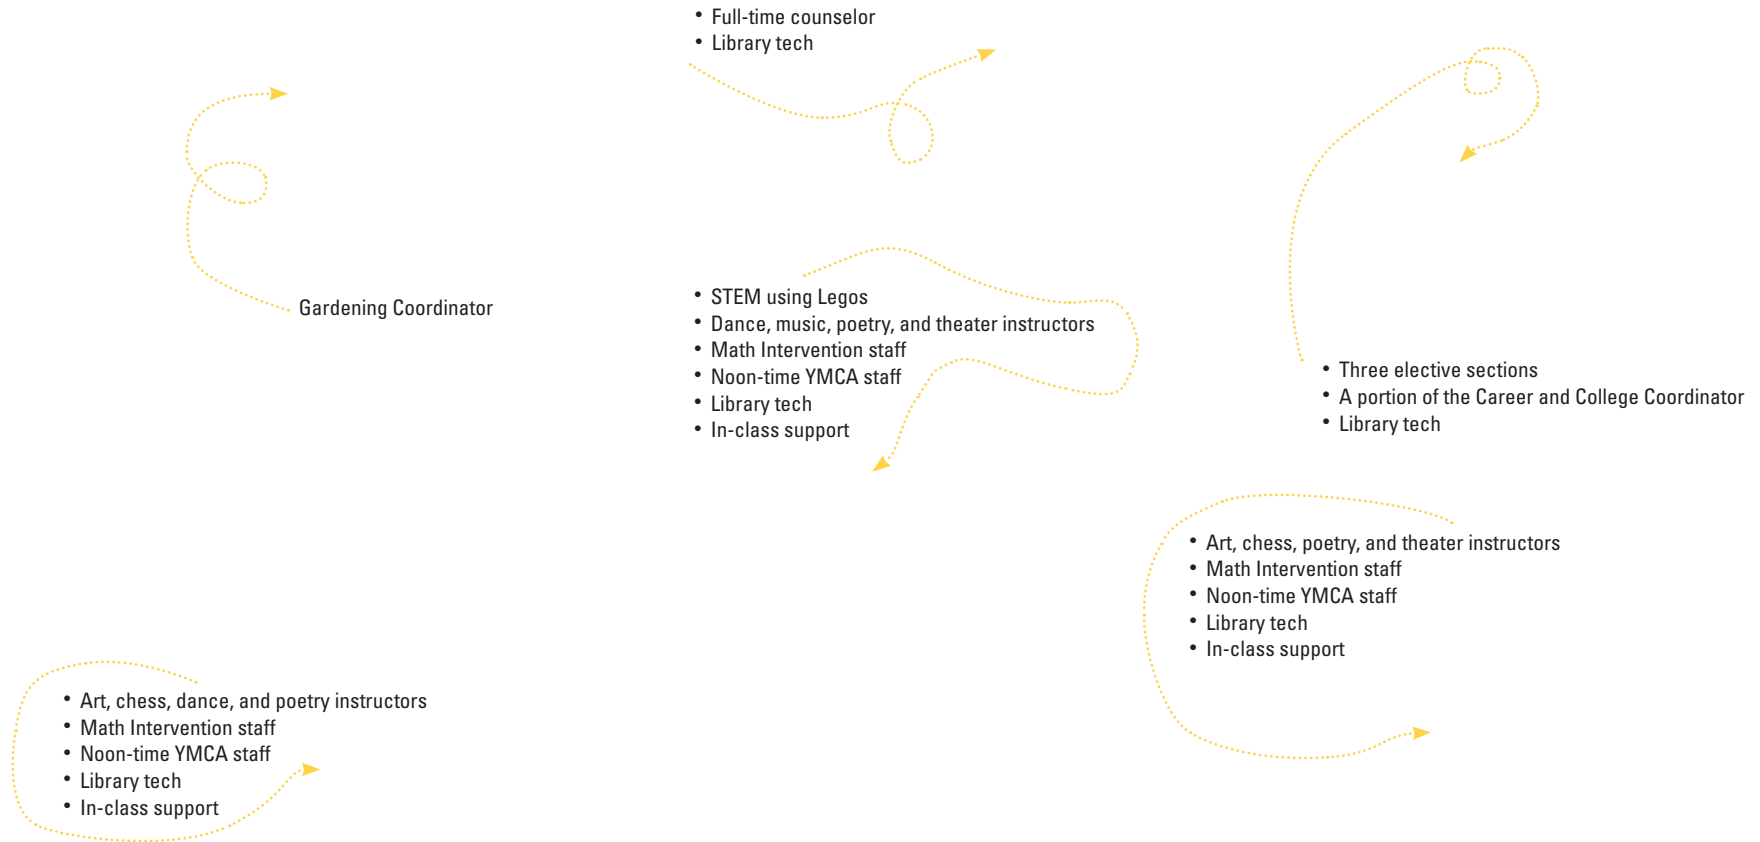 • Full-time counselor
• Library tech
Gardening Coordinator
• STEM using Legos
• Dance, music, poetry, and theater instructors
• Math Intervention staff
• Noon-time YMCA staff
• Library tech
• In-class support
• Three elective sections
• A portion of the Career and College Coordinator
• Library tech
• Art, chess, poetry, and theater instructors
• Math Intervention staff
• Noon-time YMCA staff
• Library tech
• In-class support
• Art, chess, dance, and poetry instructors
• Math Intervention staff
• Noon-time YMCA staff
• Library tech
• In-class support